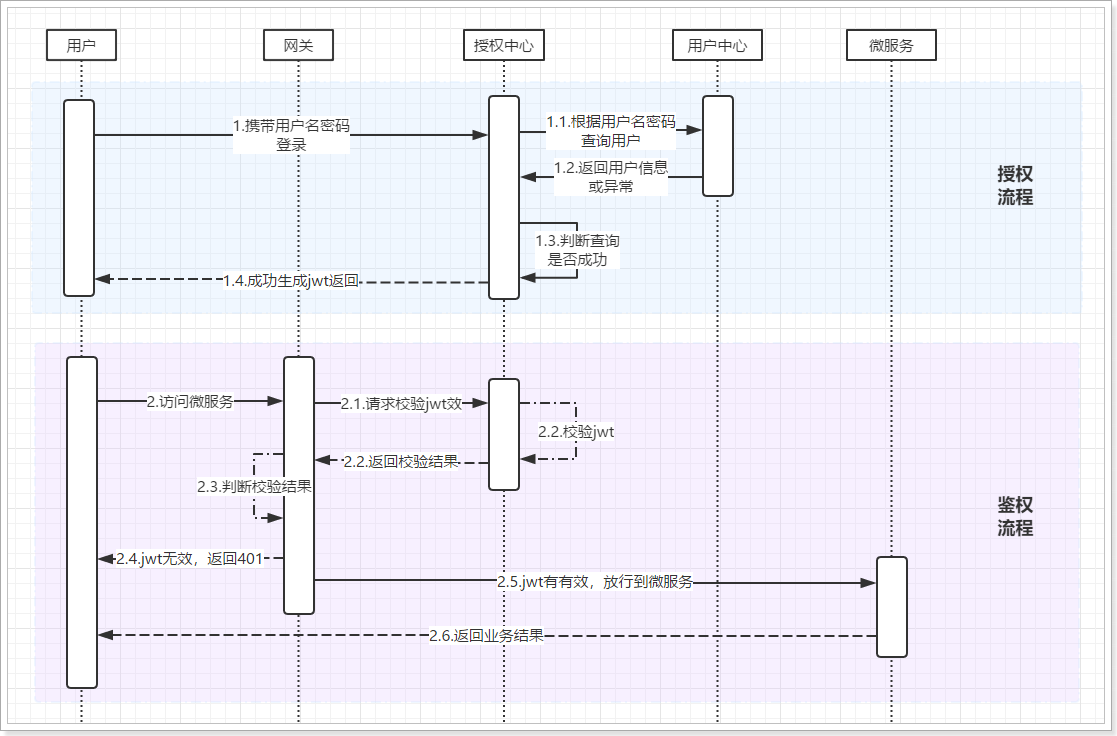 用户
网关
授权中心
用户中心
微服务
1.携带用户名密码
登录
1.1.根据用户名密码
查询用户
1.2.返回用户信息
或异常
授权
流程
1.3.判断查询
是否成功
1.4.成功生成jwt返回
2.访问微服务
2.1.请求校验jwt效
2.2.校验jwt
2.2.返回校验结果
2.3.判断校验结果
鉴权
流程
2.4.jwt无效，返回401
2.5.jwt有有效，放行到微服务
2.6.返回业务结果